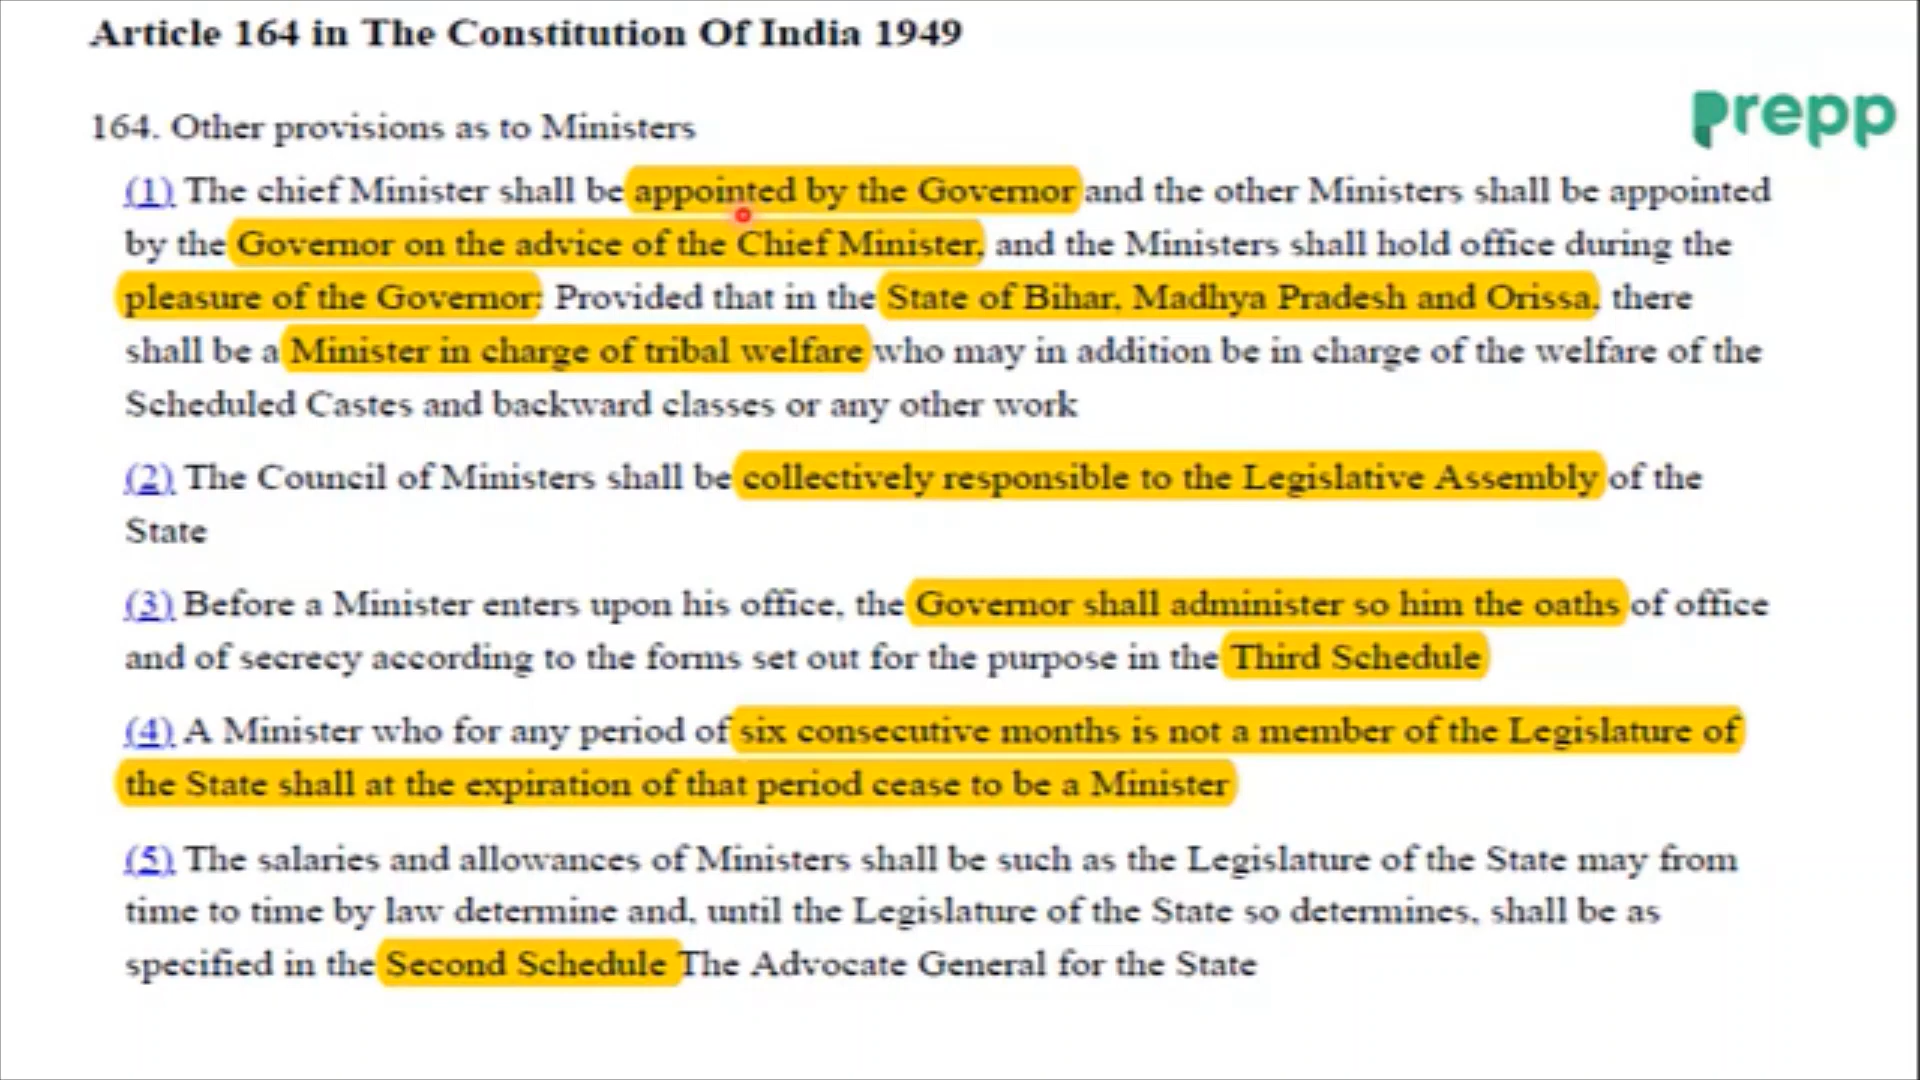 Article 164 in The Constitution Of India 1949
prepp
164. Other provisions as to Ministers
(1) The chief Minister shall be appointed by the Governor and the other Ministers shall be appointed
by the Governor on the advice of the Chief Minister, and the Ministers shall hold office during the
pleasure of the Governor: Provided that in the State of Bihar, Madhya Pradesh and Orissa, there
shall be a Minister in charge of tribal welfare who may in addition be in charge of the welfare of the
Scheduled Castes and backward classes or any other work
(2) The Council of Ministers shall be collectively responsible to the Legislative Assembly of the
State
(3) Before a Minister enters upon his office, the Governor shall administer so him the oaths of office
and of secrecy according to the forms set out for the purpose in the Third Schedule
(4) A Minister who for any period of six consecutive months is not a member of the Legislature of
the State shall at the expiration of that period cease to be a Minister
(5) The salaries and allowances of Ministers shall be such as the Legislature of the State may from
time to time by law determine and, until the Legislature of the State so determines, shall be as
specified in the Second Schedule The Advocate General for the State